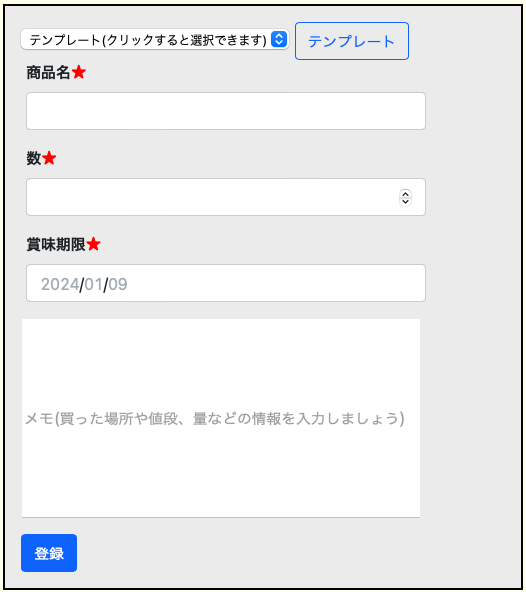 テンプレート(クリックすると選択できます) テンプレート
商品名★
数★
賞味期限★
2024/01/09
メモ(買った場所や値段、量などの情報を入力しましょう)
登録